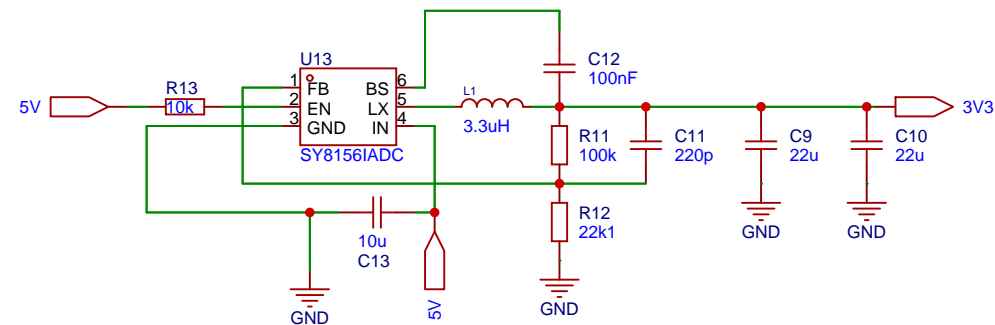 U13
C12
100nF
1
FB
BS
6
R13
10k
5V
2
EN
LX
5
L1
3.3uH
3V3
3
GND
IN
4
SY8156IADC
R11
100k
C11
220p
C9
22u
C10
22u
R12
22k1
10u
C13
5V
GND
GND
GND
GND